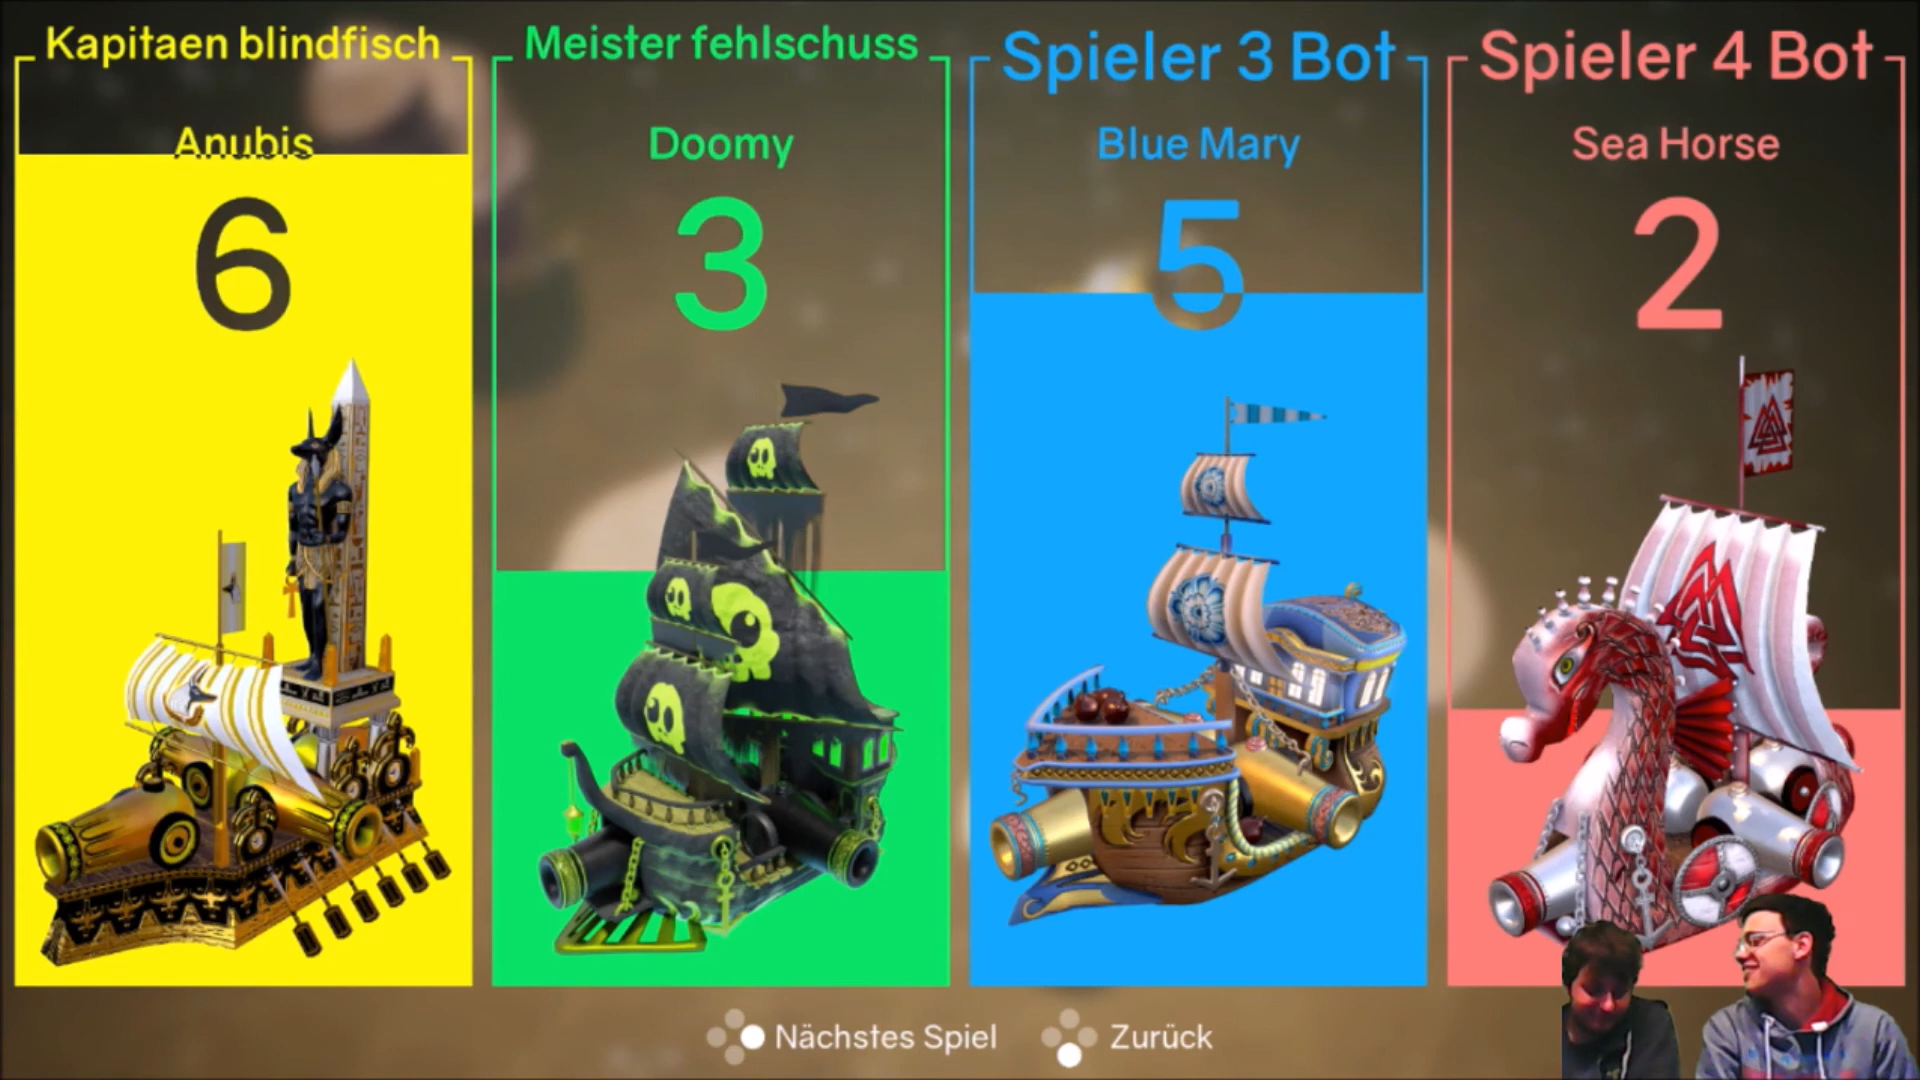 Kapitaen blindfisch
Anubis
6
Meister fehlschuss
Doomy
3
Spieler 3 Bot
Blue Mary
5
Spieler 4 Bot
Sea Horse
2
Nächstes Spiel
Zurück